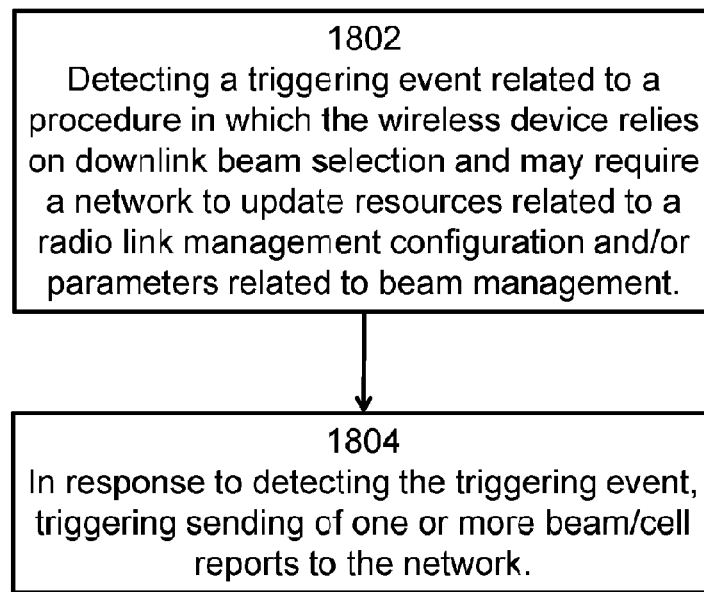 1802
Detecting a triggering event related to a
procedure in which the wireless device relies
on downlink beam selection and may require
a network to update resources related to a
radio link management configuration and/or
parameters related to beam management.
1804
In response to detecting the triggering event,
triggering sending of one or more beam/cell
reports to the network.